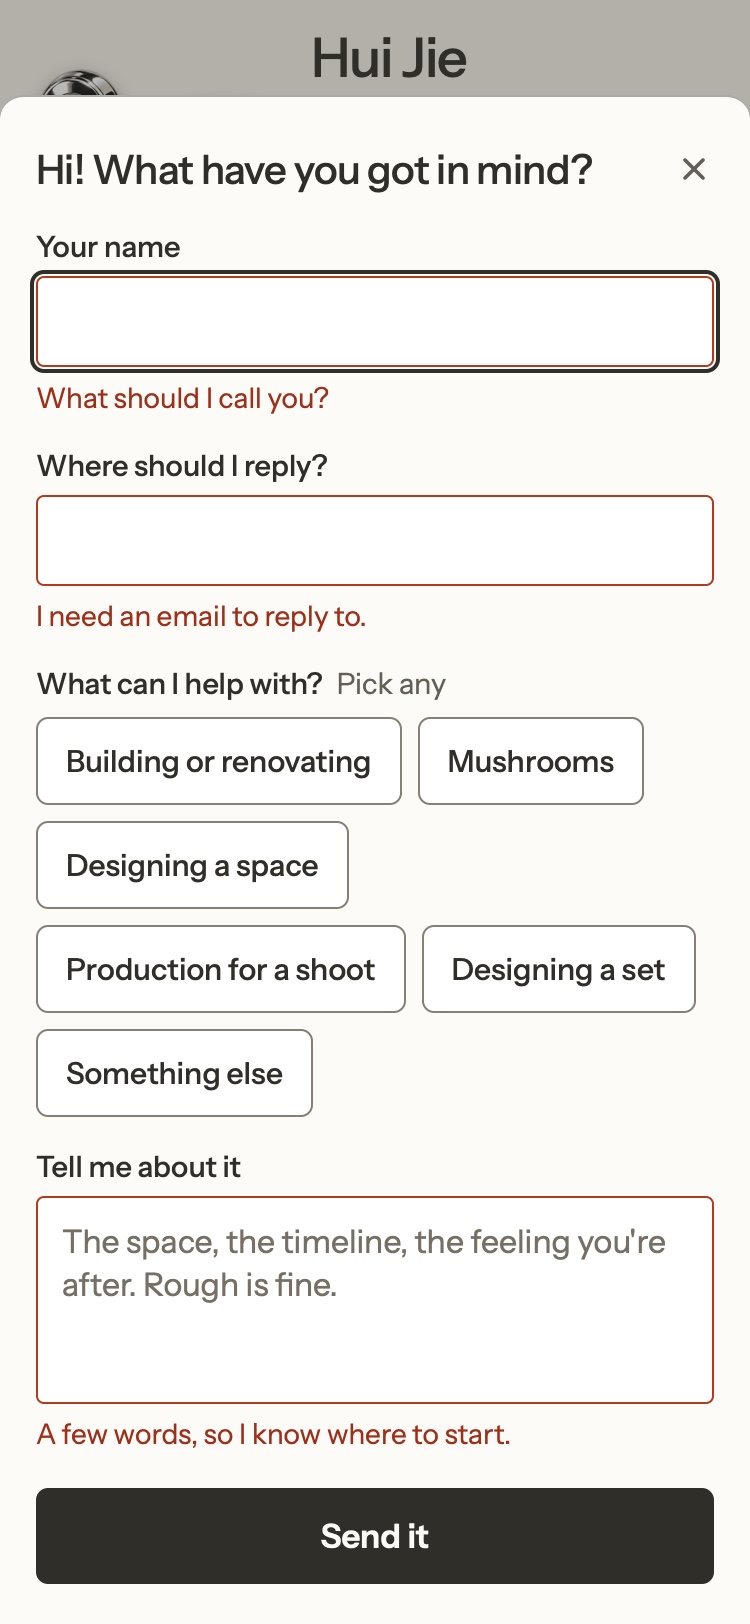 Hui Jie
Hi! What have you got in mind?
Your name
What should I call you?
Where should I reply?
I need an email to reply to.
What can I help with? Pick any
Building or renovating
Mushrooms
Designing a space
Production for a shoot
Designing a set
Something else
Tell me about it
The space, the timeline, the feeling you're
after. Rough is fine.
A few words, so I know where to start.
Send it